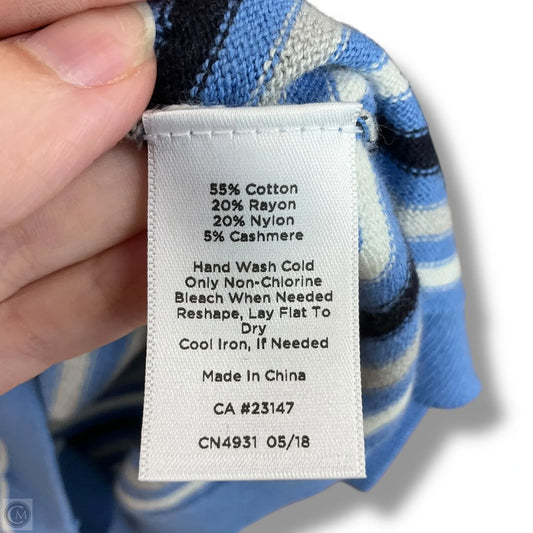 55% Cotton
20% Rayon
20% Nylon
5% Cashmere
Hand Wash Cold
Only Non-Chlorine
Bleach When Needed
Reshape, Lay Flat To
Dry
Cool Iron, If Needed
Made In China
CA #23147
CN4931 05/18
CM